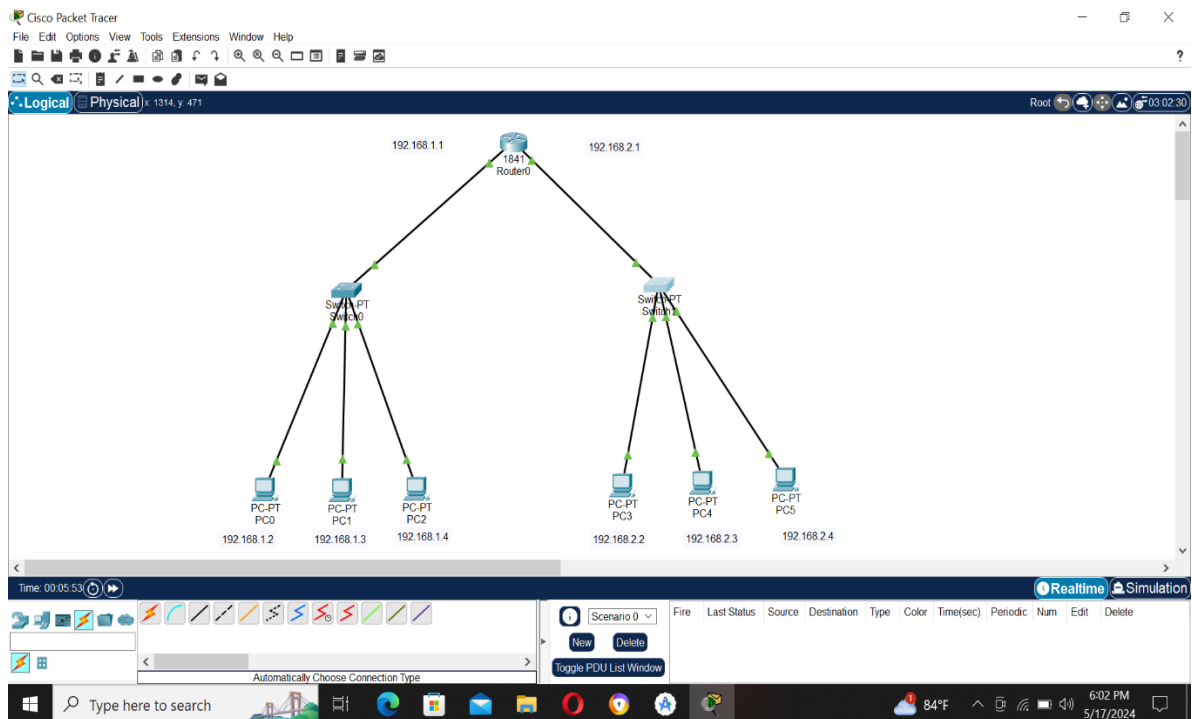 Cisco Packet Tracer
File Edit Options View Tools Extensions Window Help
?
Logical Physical x: 1314, y: 471 Root 03:02:30
192.168.1.1
192.168.2.1
1841
Router0
Switch-PT
Switch0
Switch-PT
Switch1
PC-PT
PC0
PC-PT
PC1
PC-PT
PC2
PC-PT
PC3
PC-PT
PC4
PC-PT
PC5
192.168.1.2
192.168.1.3
192.168.1.4
192.168.2.2
192.168.2.3
192.168.2.4
Time: 00:05:53 Realtime Simulation
Scenario 0
New Delete
Toggle PDU List Window
Fire Last Status Source Destination Type Color Time(sec) Periodic Num Edit Delete
Automatically Choose Connection Type
Type here to search
1
84°F
6:02 PM
5/17/2024